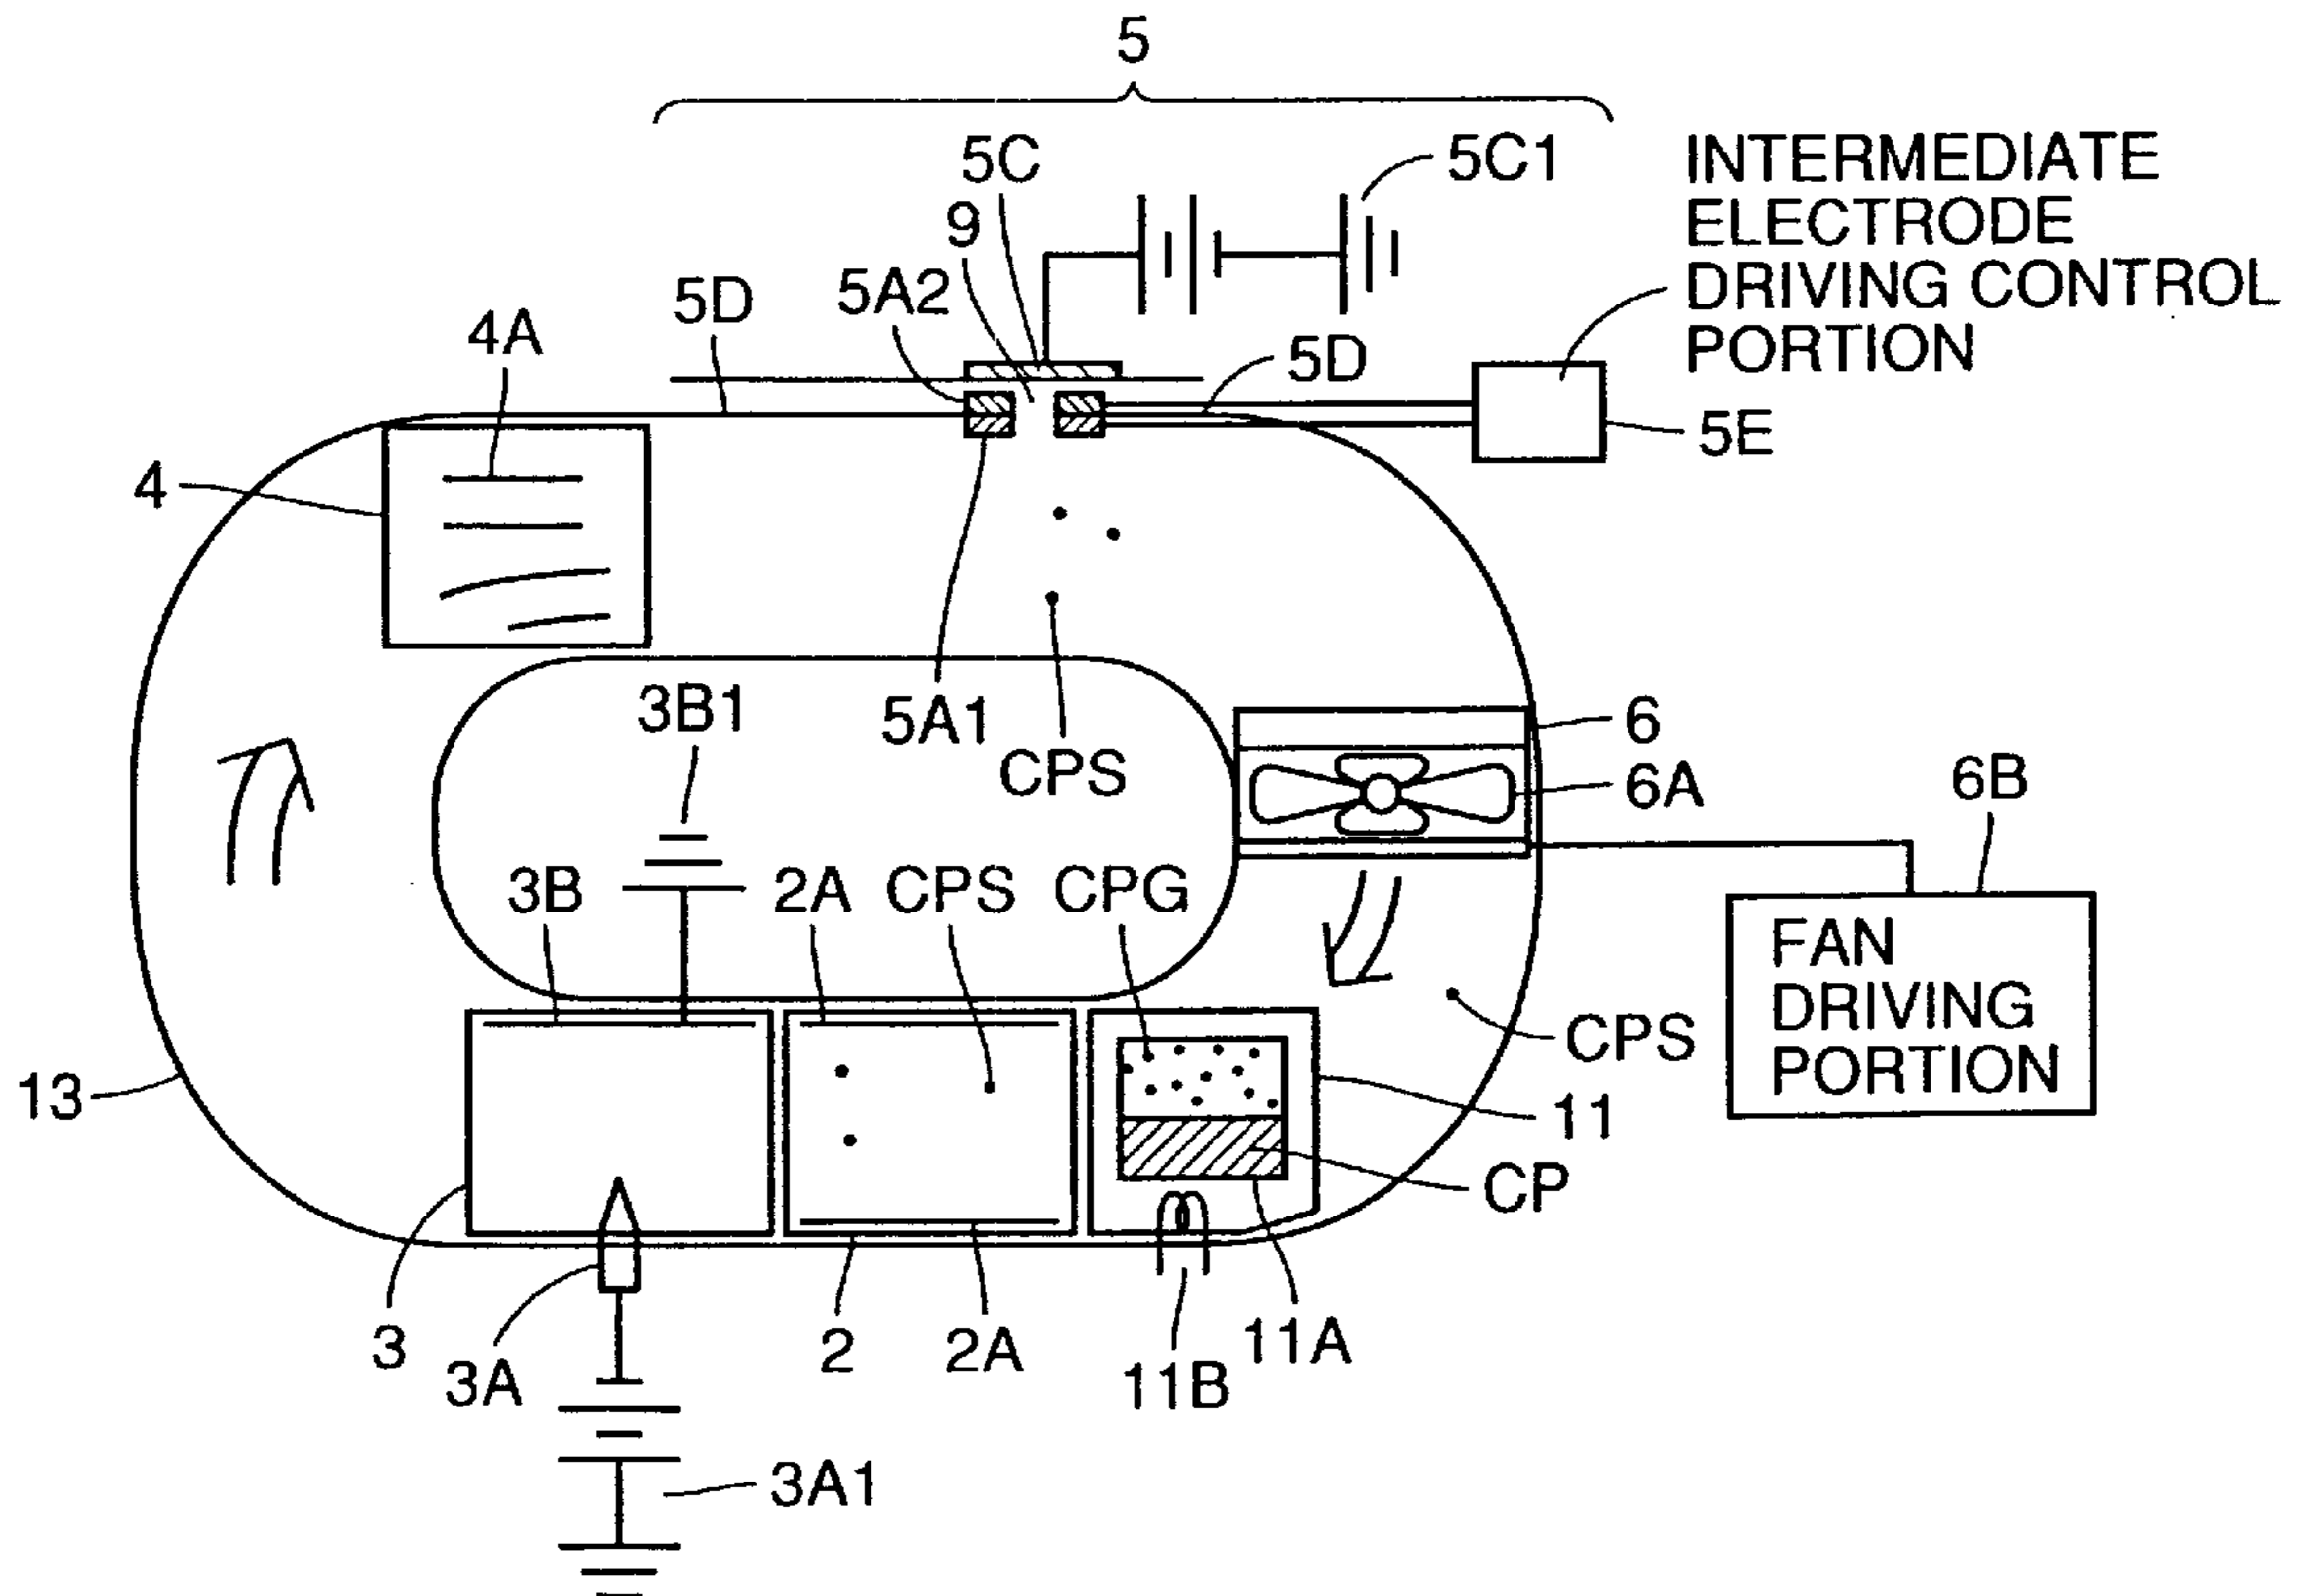 5
5C
5C1
INTERMEDIATE
ELECTRODE
DRIVING CONTROL
PORTION
9
5A2
5D
4A
5D
5E
4
3B1
5A1
CPS
6
6A
6B
3B
2A
CPS
CPG
FAN
DRIVING
PORTION
CPS
13
11
CP
3
3A
2
2A
11B
11A
3A1